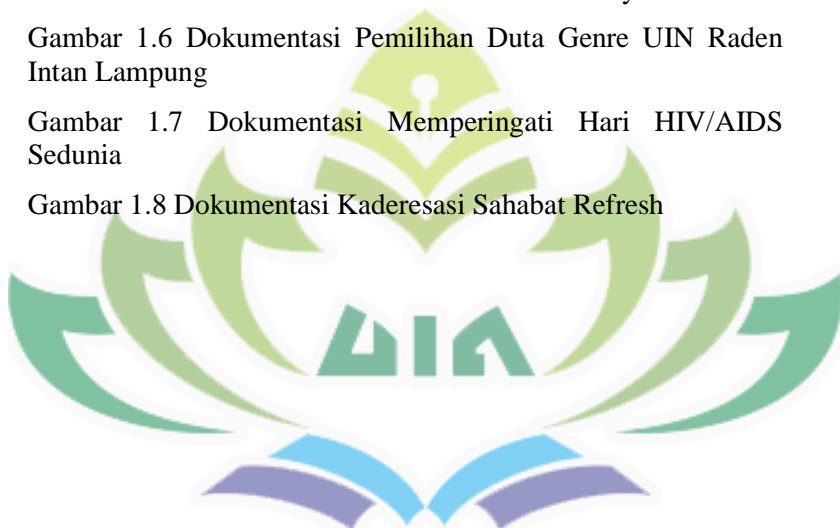 Gambar 1.6 Dokumentasi Pemilihan Duta Genre UIN Raden
Intan Lampung
Gambar 1.7 Dokumentasi Memperingati Hari HIV/AIDS
Sedunia
Gambar 1.8 Dokumentasi Kaderesasi Sahabat Refresh
UIN